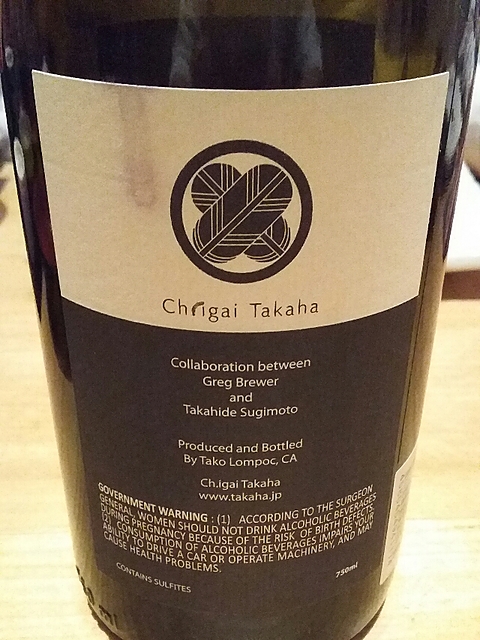 Ch.igai Takaha
Collaboration between
Greg Brewer
and
Takahide Sugimoto
Produced and Bottled
By Tako Lompoc, CA
Ch.igai Takaha
www.takaha.jp
GOVERNMENT WARNING : (1) ACCORDING TO THE SURGEON
GENERAL, WOMEN SHOULD NOT DRINK ALCOHOLIC BEVERAGES
DURING PREGNANCY BECAUSE OF THE RISK OF BIRTH DEFECTS.
(2) CONSUMPTION OF ALCOHOLIC BEVERAGES IMPAIRS YOUR
ABILITY TO DRIVE A CAR OR OPERATE MACHINERY, AND MAY
CAUSE HEALTH PROBLEMS.
CONTAINS SULFITES
750ml